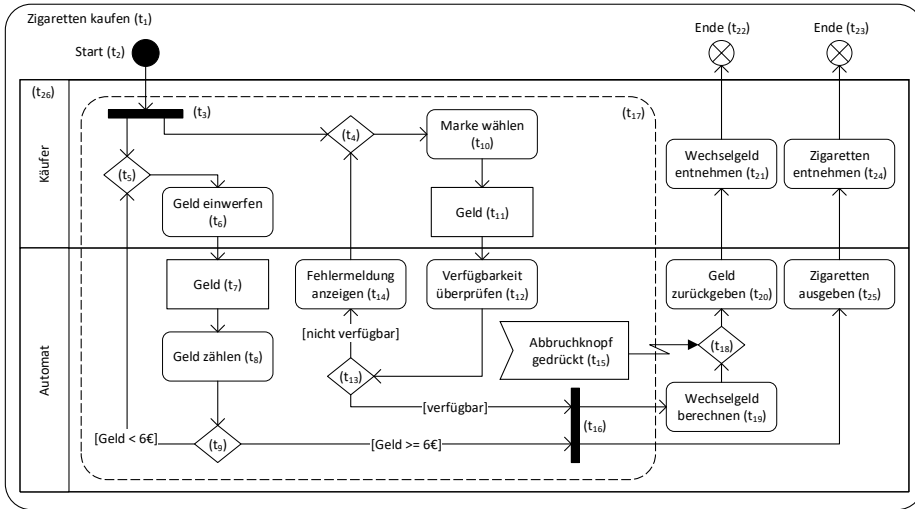 Zigaretten kaufen (t1)
Start (t2)
Ende (t22)
Ende (t23)
(t26)
Käufer
(t3)
(t17)
(t4)
Marke wählen
(t10)
(t5)
Geld einwerfen
(t6)
Geld (t11)
Wechselgeld
entnehmen (t21)
Zigaretten
entnehmen (t24)
Automat
Geld (t7)
Fehlermeldung
anzeigen (t14)
Verfügbarkeit
überprüfen (t12)
Geld
zurückgeben (t20)
Zigaretten
ausgeben (t25)
[nicht verfügbar]
Geld zählen (t8)
Abbruchknopf
gedrückt (t15)
(t18)
(t13)
[verfügbar]
Wechselgeld
berechnen (t19)
(t16)
[Geld < 6€]
(t9)
[Geld >= 6€]